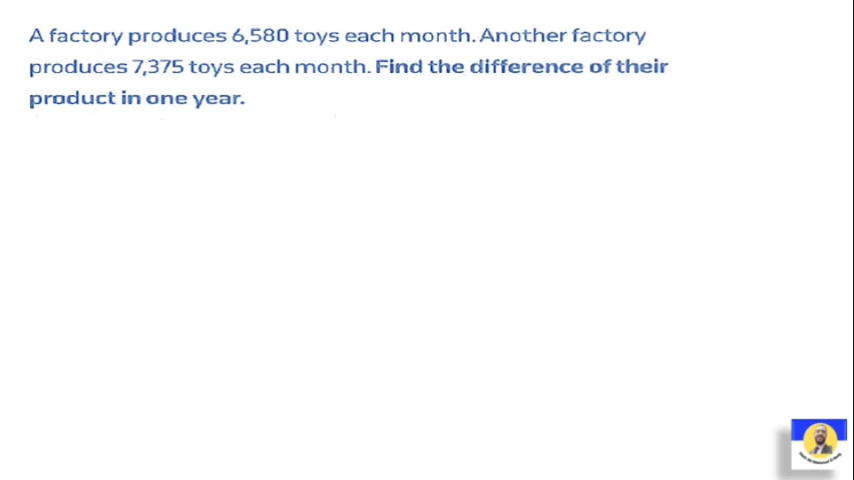 A factory produces 6,580 toys each month. Another factory
produces 7,375 toys each month. Find the difference of their
product in one year.